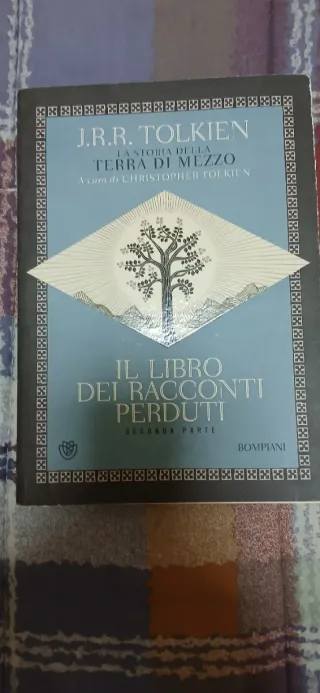 J.R.R. TOLKIEN
LA STORIA DELLA
TERRA DI MEZZO
A cura di CHRISTOPHER TOLKIEN
IL LIBRO
DEI RACCONTI
PERDUTI
SECONDA PARTE
BOMPIANI